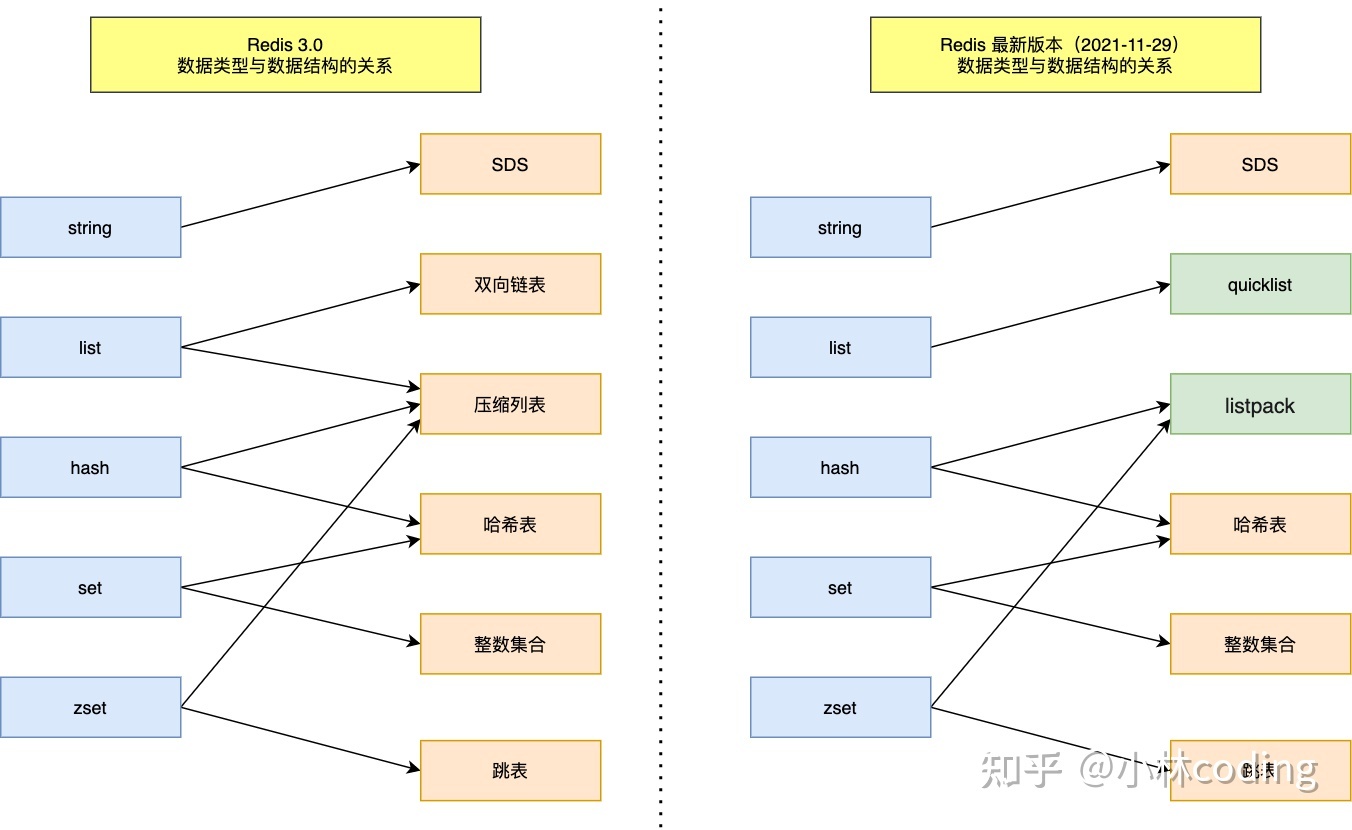 Redis 3.0
数据类型与数据结构的关系
string
list
hash
set
zset
SDS
双向链表
压缩列表
哈希表
整数集合
跳表
Redis 最新版本（2021-11-29）
数据类型与数据结构的关系
string
list
hash
set
zset
SDS
quicklist
listpack
哈希表
整数集合
跳表
知乎 @小林coding